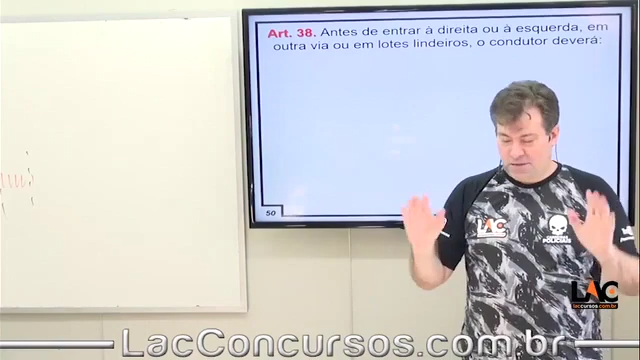 Art. 38. Antes de entrar à direita ou à esquerda, em
outra via ou em lotes lindeiros, o condutor deverá:
50
LAC
POLICIAIS
LAC
laccursos.com.br
LacConcursos.com.br